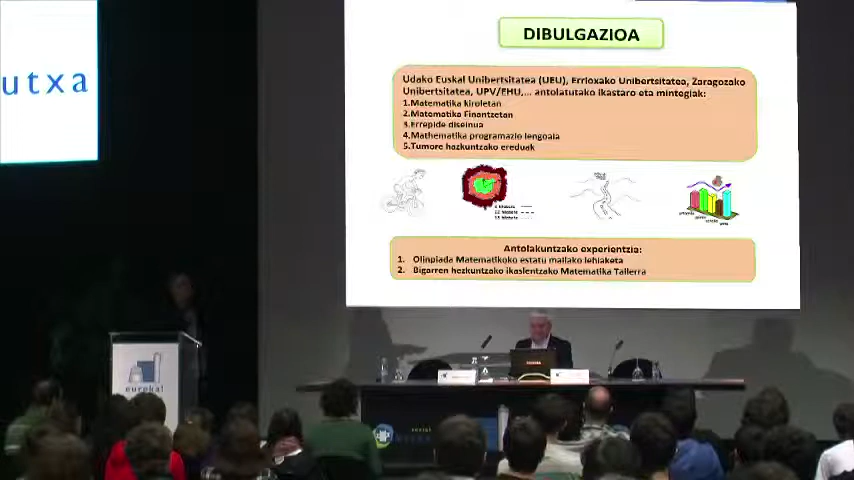 utxa
DIBULGAZIOA
Udako Euskal Unibertsitatea (UEU), Errioxako Unibertsitatea, Zaragozako
Unibertsitatea, UPV/EHU,... antolatutako ikastaro eta mintegiak:
1.Matematika kiroletan
2.Matematika Finantzetan
3.Errepide diseinua
4.Mathematika programazio lengoaia
5.Tumore hazkuntzako ereduak
Antolakuntzako experientzia:
1. Olinpiada Matematikoko estatu mailako lehiaketa
2. Bigarren hezkuntzako ikaslentzako Matematika Tailerra
eureka!